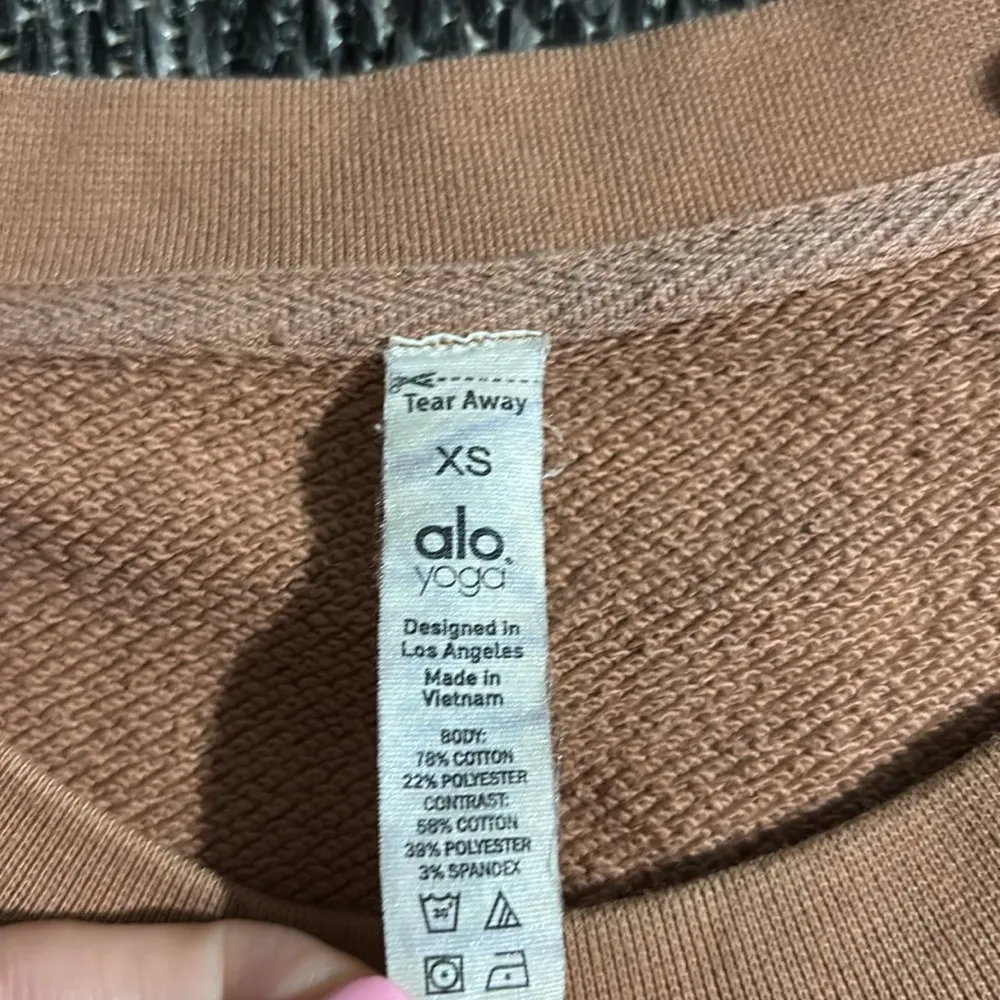 Tear Away
XS
alo
yoga
Designed in
Los Angeles
Made in
Vietnam
BODY:
78% COTTON
22% POLYESTER
CONTRAST:
58% COTTON
39% POLYESTER
3% SPANDEX
30°